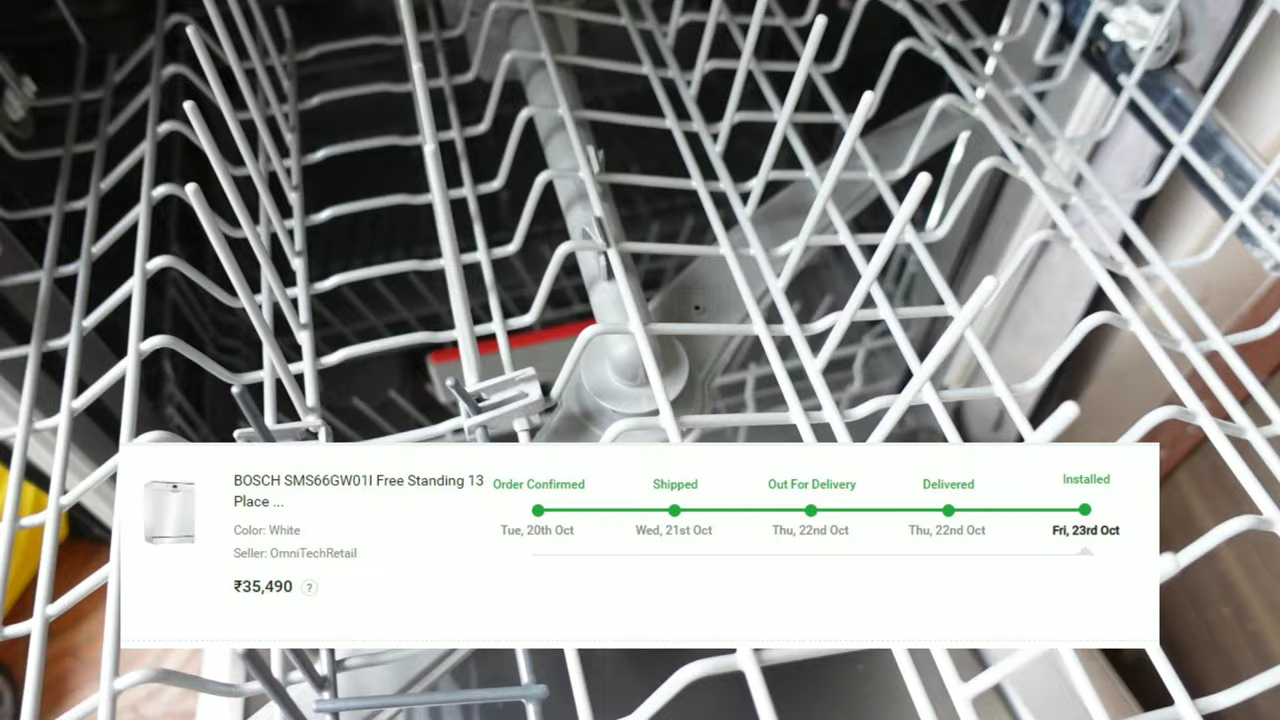 BOSCH SMS66GW01I Free Standing 13
Place ...
Color: White
Seller: OmniTechRetail
₹35,490 ?
Order Confirmed Shipped Out For Delivery Delivered Installed
Tue, 20th Oct Wed, 21st Oct Thu, 22nd Oct Thu, 22nd Oct Fri, 23rd Oct